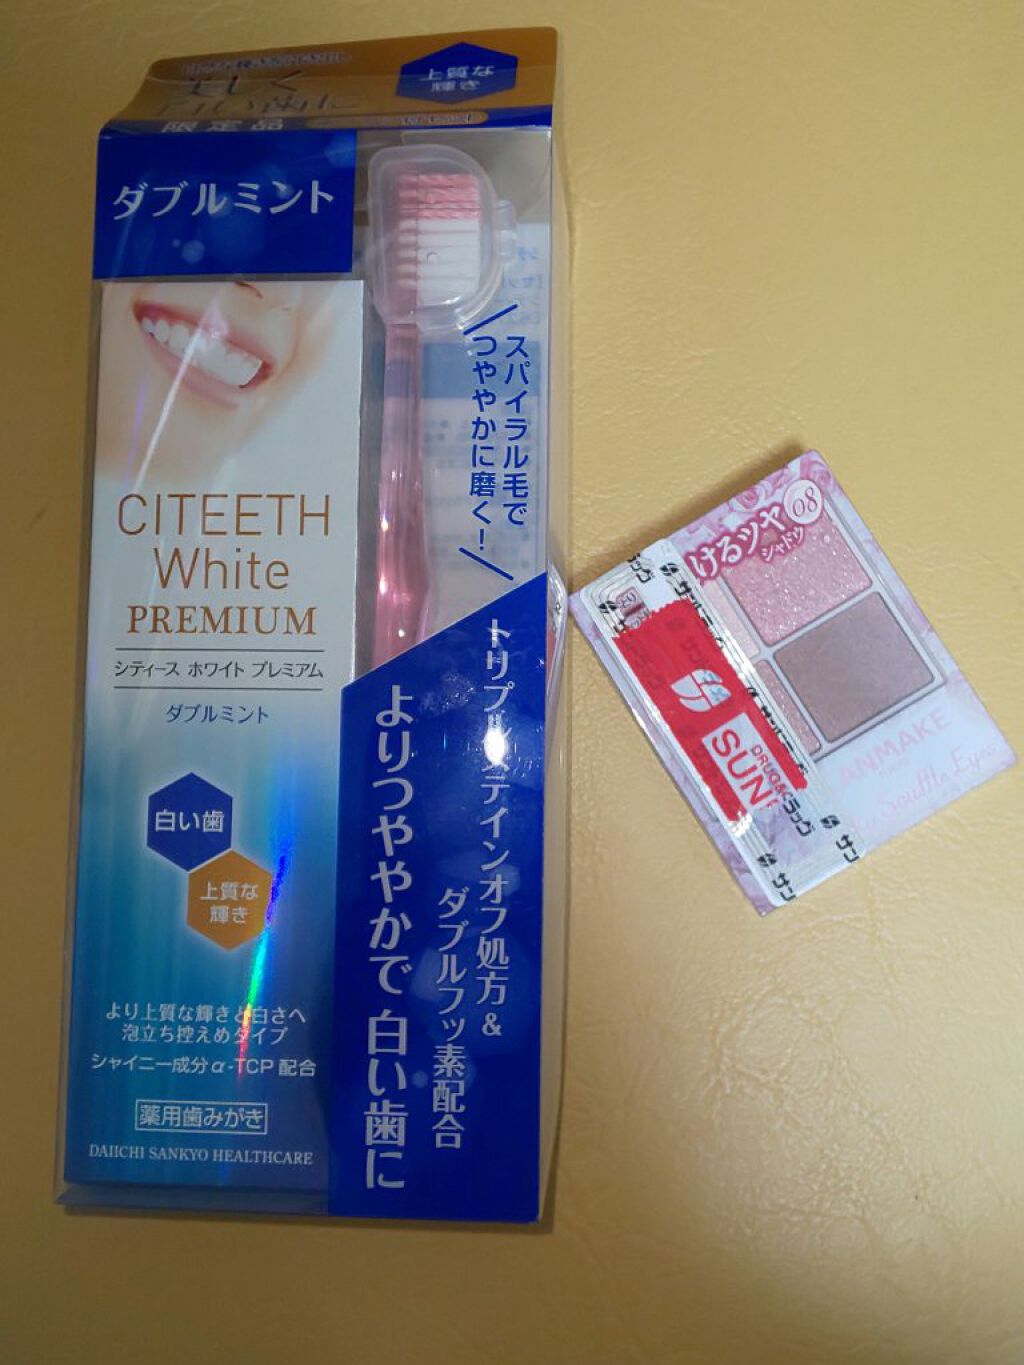 上質な
輝き
限定品
ダブルミント
スパイラル毛で
つややかに磨く!
CITEETH
White
PREMIUM
シティース ホワイト プレミアム
ダブルミント
白い歯
上質な
輝き
より上質な輝きと白さへ
泡立ち控えめタイプ
シャイニー成分α-TCP配合
薬用歯みがき
DAIICHI SANKYO HEALTHCARE
トリプルステインオフ処方&
ダブルフッ素配合
よりつややかで 白い歯に
けるツヤ
シャドウ
08
ANMAKE
Souffle Eyes
DRUG
SUN
サン